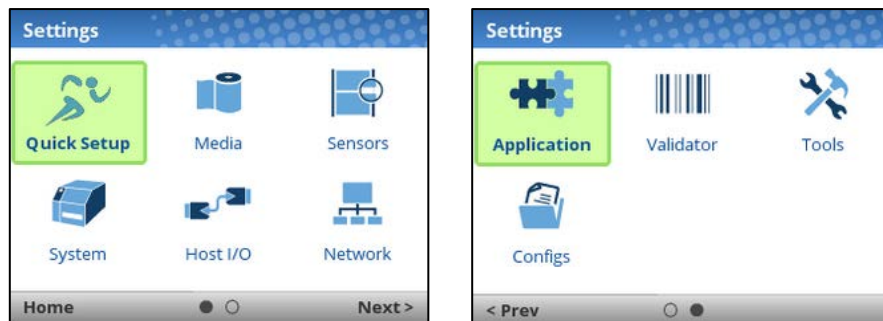 Settings
Quick Setup Media Sensors
System Host I/O Network
Home Next >
Settings
Application Validator Tools
Configs
< Prev